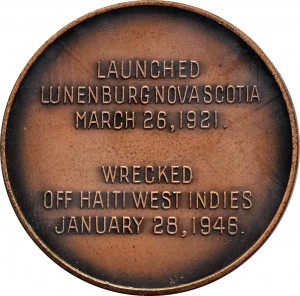 LAUNCHED
LUNENBURG NOVA SCOTIA
MARCH 26, 1921.
WRECKED
OFF HAITI WEST INDIES
JANUARY 28, 1946.